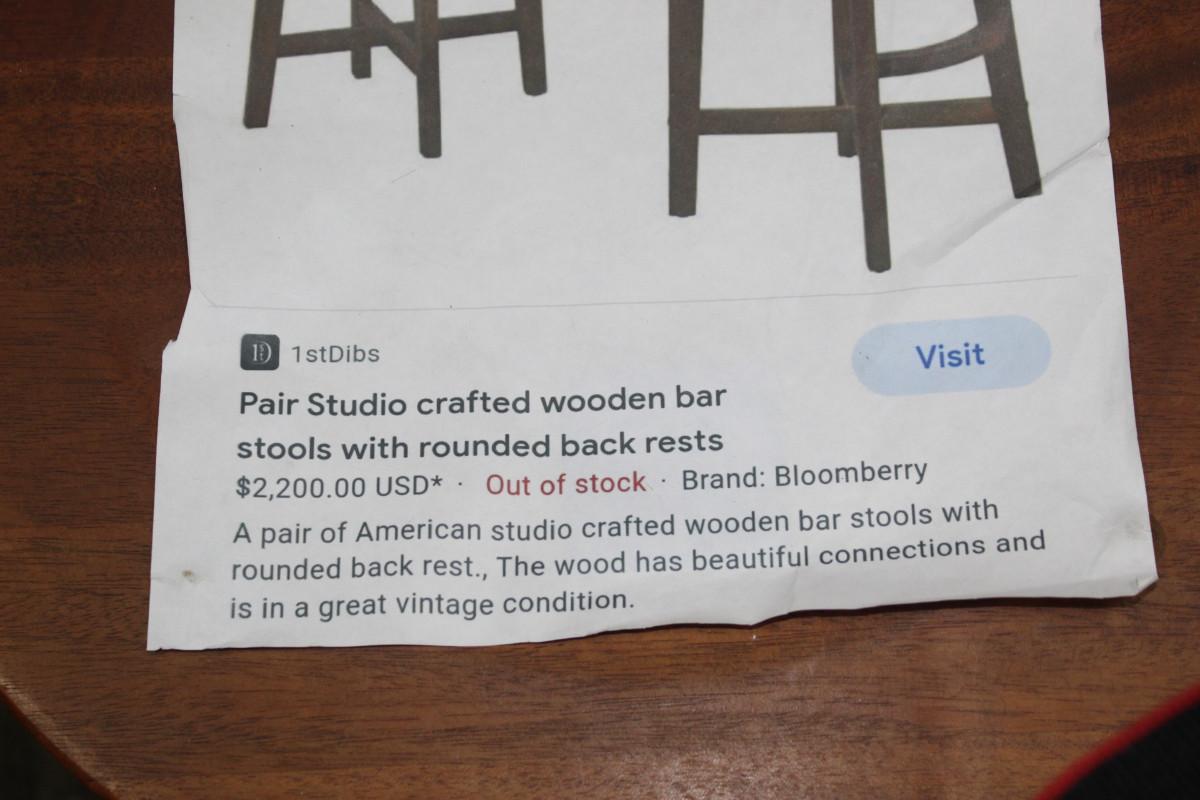 1stDibs
Visit
Pair Studio crafted wooden bar
stools with rounded back rests
$2,200.00 USD* · Out of stock · Brand: Bloomberry
A pair of American studio crafted wooden bar stools with
rounded back rest., The wood has beautiful connections and
is in a great vintage condition.